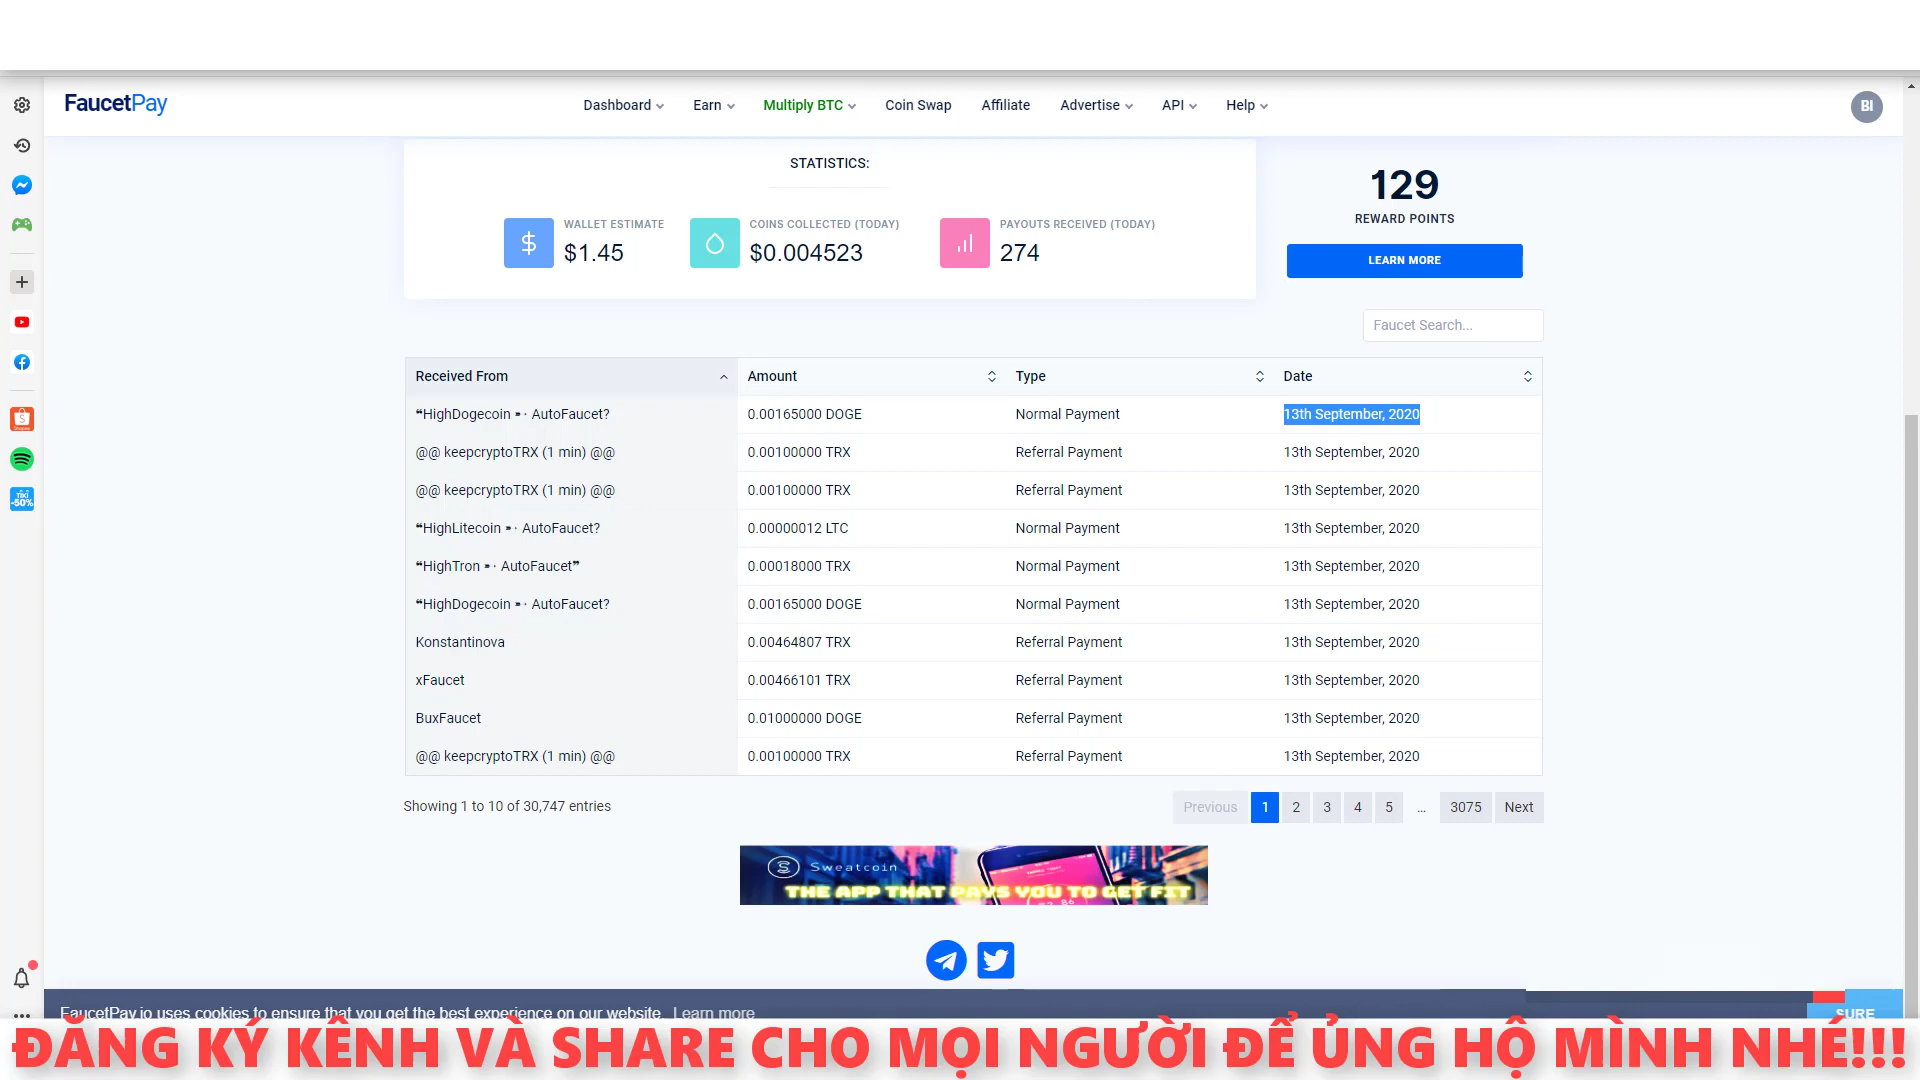 FaucetPay
Dashboard Earn Multiply BTC Coin Swap Affiliate Advertise API Help
BI
STATISTICS:
WALLET ESTIMATE
$1.45
COINS COLLECTED (TODAY)
$0.004523
PAYOUTS RECEIVED (TODAY)
274
129
REWARD POINTS
LEARN MORE
Faucet Search...
Received From Amount Type Date
❝HighDogecoin ➽· AutoFaucet? 0.00165000 DOGE Normal Payment 13th September, 2020
@@ keepcryptoTRX (1 min) @@ 0.00100000 TRX Referral Payment 13th September, 2020
@@ keepcryptoTRX (1 min) @@ 0.00100000 TRX Referral Payment 13th September, 2020
❝HighLitecoin ➽· AutoFaucet? 0.00000012 LTC Normal Payment 13th September, 2020
❝HighTron ➽· AutoFaucet❞ 0.00018000 TRX Normal Payment 13th September, 2020
❝HighDogecoin ➽· AutoFaucet? 0.00165000 DOGE Normal Payment 13th September, 2020
Konstantinova 0.00464807 TRX Referral Payment 13th September, 2020
xFaucet 0.00466101 TRX Referral Payment 13th September, 2020
BuxFaucet 0.01000000 DOGE Referral Payment 13th September, 2020
@@ keepcryptoTRX (1 min) @@ 0.00100000 TRX Referral Payment 13th September, 2020
Showing 1 to 10 of 30,747 entries
Previous 1 2 3 4 5 ... 3075 Next
Sweatcoin
THE APP THAT PAYS YOU TO GET FIT
FaucetPay.io uses cookies to ensure that you get the best experience on our website. Learn more
SURE
ĐĂNG KÝ KÊNH VÀ SHARE CHO MỌI NGƯỜI ĐỂ ỦNG HỘ MÌNH NHÉ!!!
TIKI
-50%